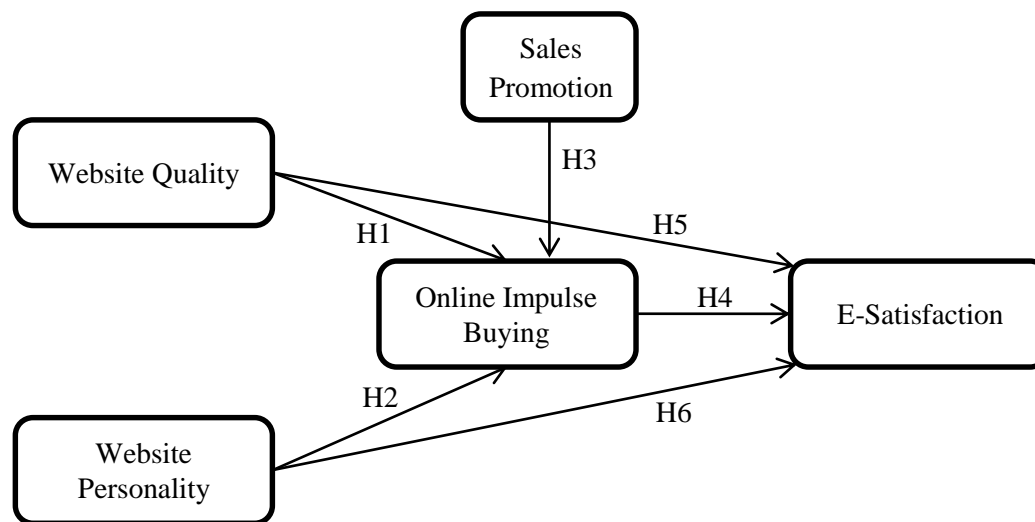 Sales
Promotion
Website Quality
H3
H1
H5
Online Impulse
Buying
H4
E-Satisfaction
H2
H6
Website
Personality